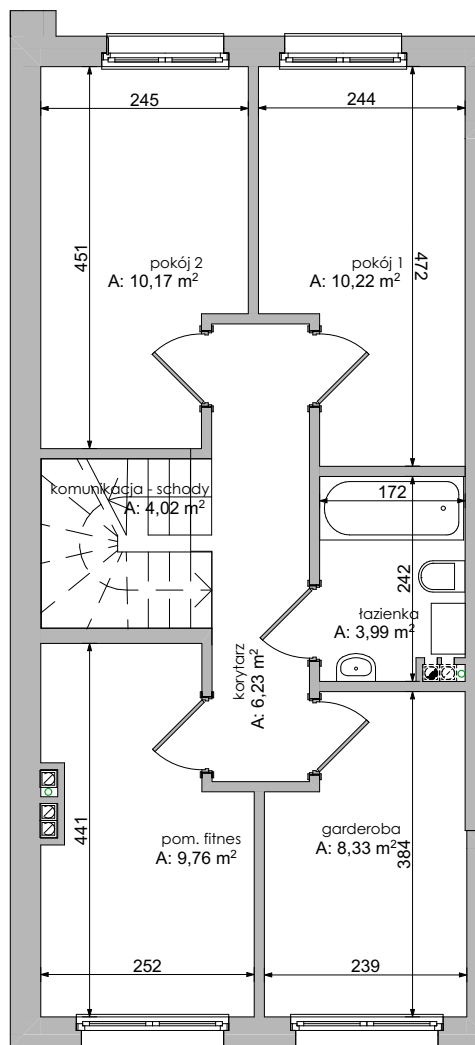 245
244
451
472
pokój 2
A: 10,17 m²
pokój 1
A: 10,22 m²
komunikacja - schody
A: 4,02 m²
172
242
łazienka
A: 3,99 m²
korytarz
A: 6,23 m²
441
pom. fitnes
A: 9,76 m²
garderoba
A: 8,33 m²
384
252
239